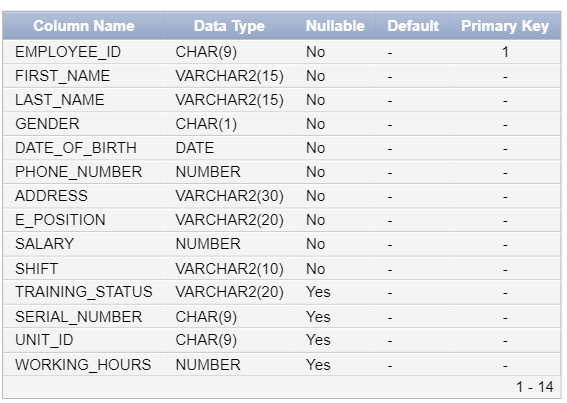 Column Name Data Type Nullable Default Primary Key
EMPLOYEE_ID CHAR(9) No - 1
FIRST_NAME VARCHAR2(15) No - -
LAST_NAME VARCHAR2(15) No - -
GENDER CHAR(1) No - -
DATE_OF_BIRTH DATE No - -
PHONE_NUMBER NUMBER No - -
ADDRESS VARCHAR2(30) No - -
E_POSITION VARCHAR2(20) No - -
SALARY NUMBER No - -
SHIFT VARCHAR2(10) No - -
TRAINING_STATUS VARCHAR2(20) Yes - -
SERIAL_NUMBER CHAR(9) Yes - -
UNIT_ID CHAR(9) Yes - -
WORKING_HOURS NUMBER Yes - -
1 - 14